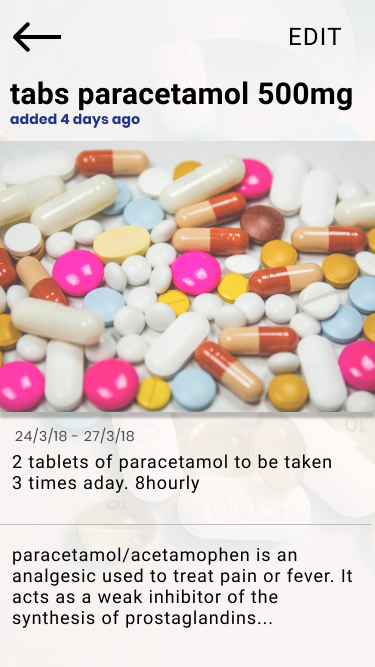 EDIT
tabs paracetamol 500mg
added 4 days ago
24/3/18 - 27/3/18
2 tablets of paracetamol to be taken
3 times aday. 8hourly
paracetamol/acetamophen is an
analgesic used to treat pain or fever. It
acts as a weak inhibitor of the
synthesis of prostaglandins...